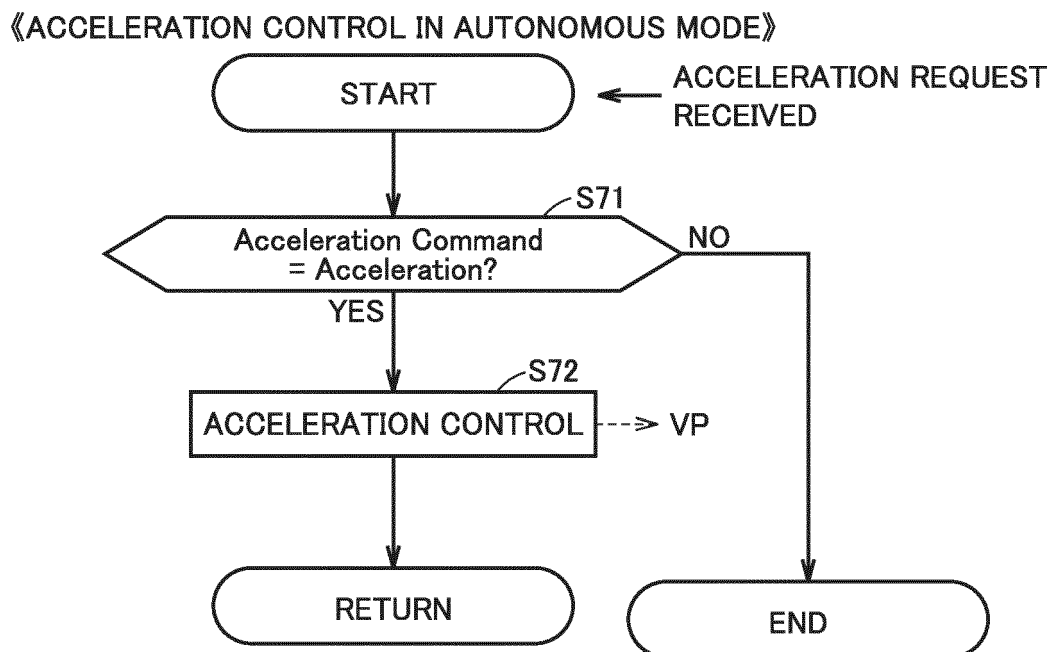 《ACCELERATION CONTROL IN AUTONOMOUS MODE》
START
ACCELERATION REQUEST
RECEIVED
S71
Acceleration Command
= Acceleration?
NO
YES
S72
ACCELERATION CONTROL
VP
RETURN
END